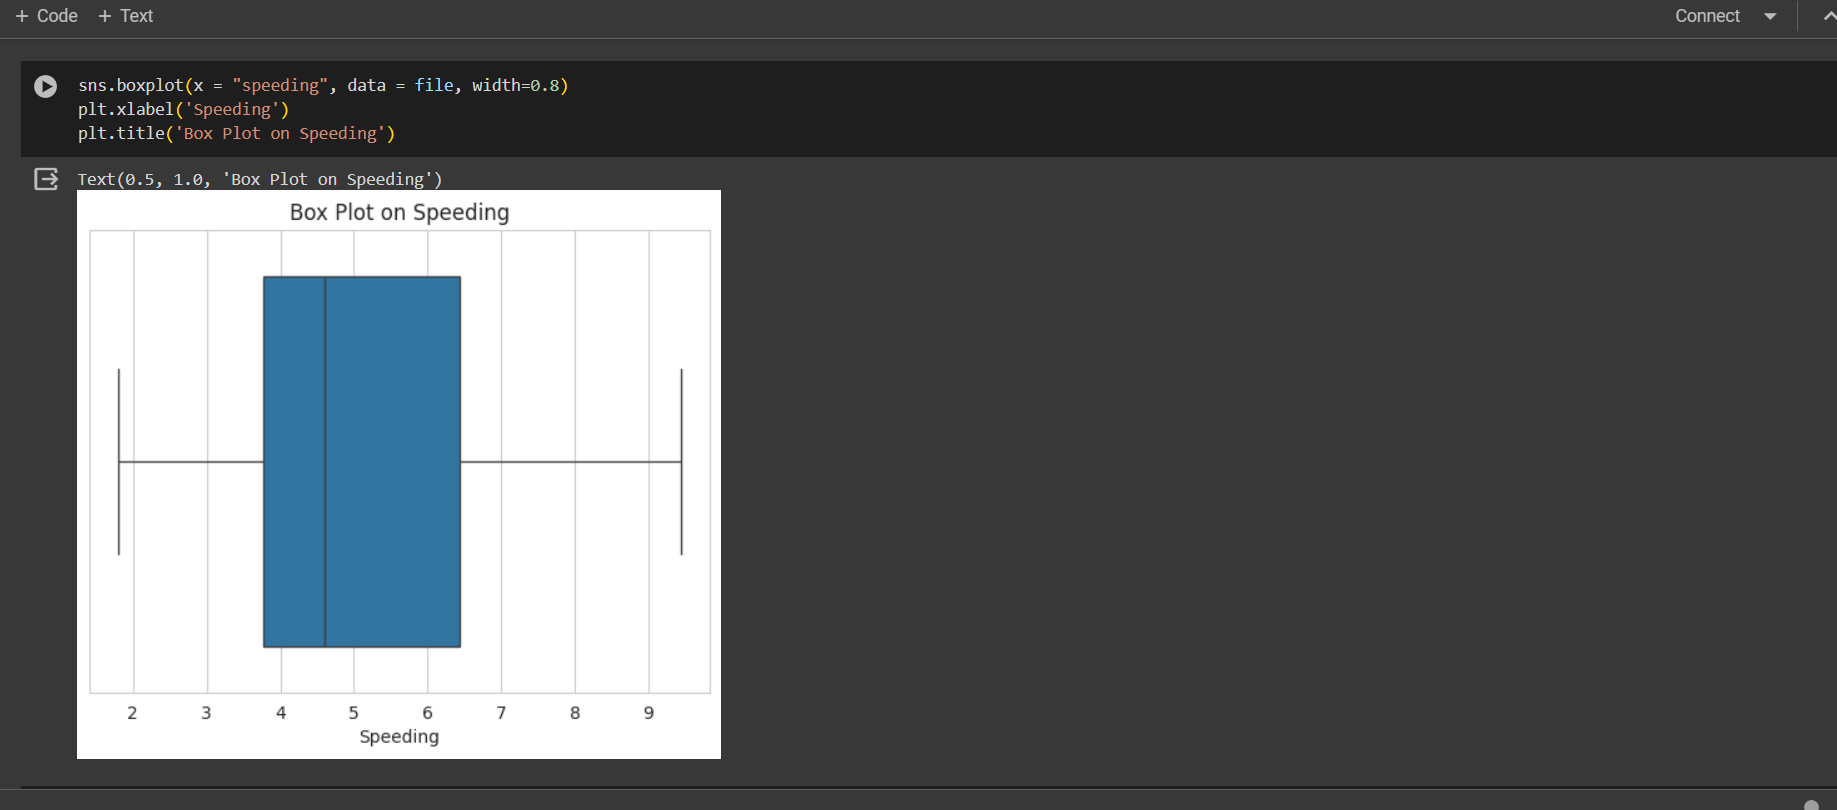 + Code + Text Connect
sns.boxplot(x = "speeding", data = file, width=0.8)
plt.xlabel('Speeding')
plt.title('Box Plot on Speeding')
Text(0.5, 1.0, 'Box Plot on Speeding')
Box Plot on Speeding
2 3 4 5 6 7 8 9
Speeding